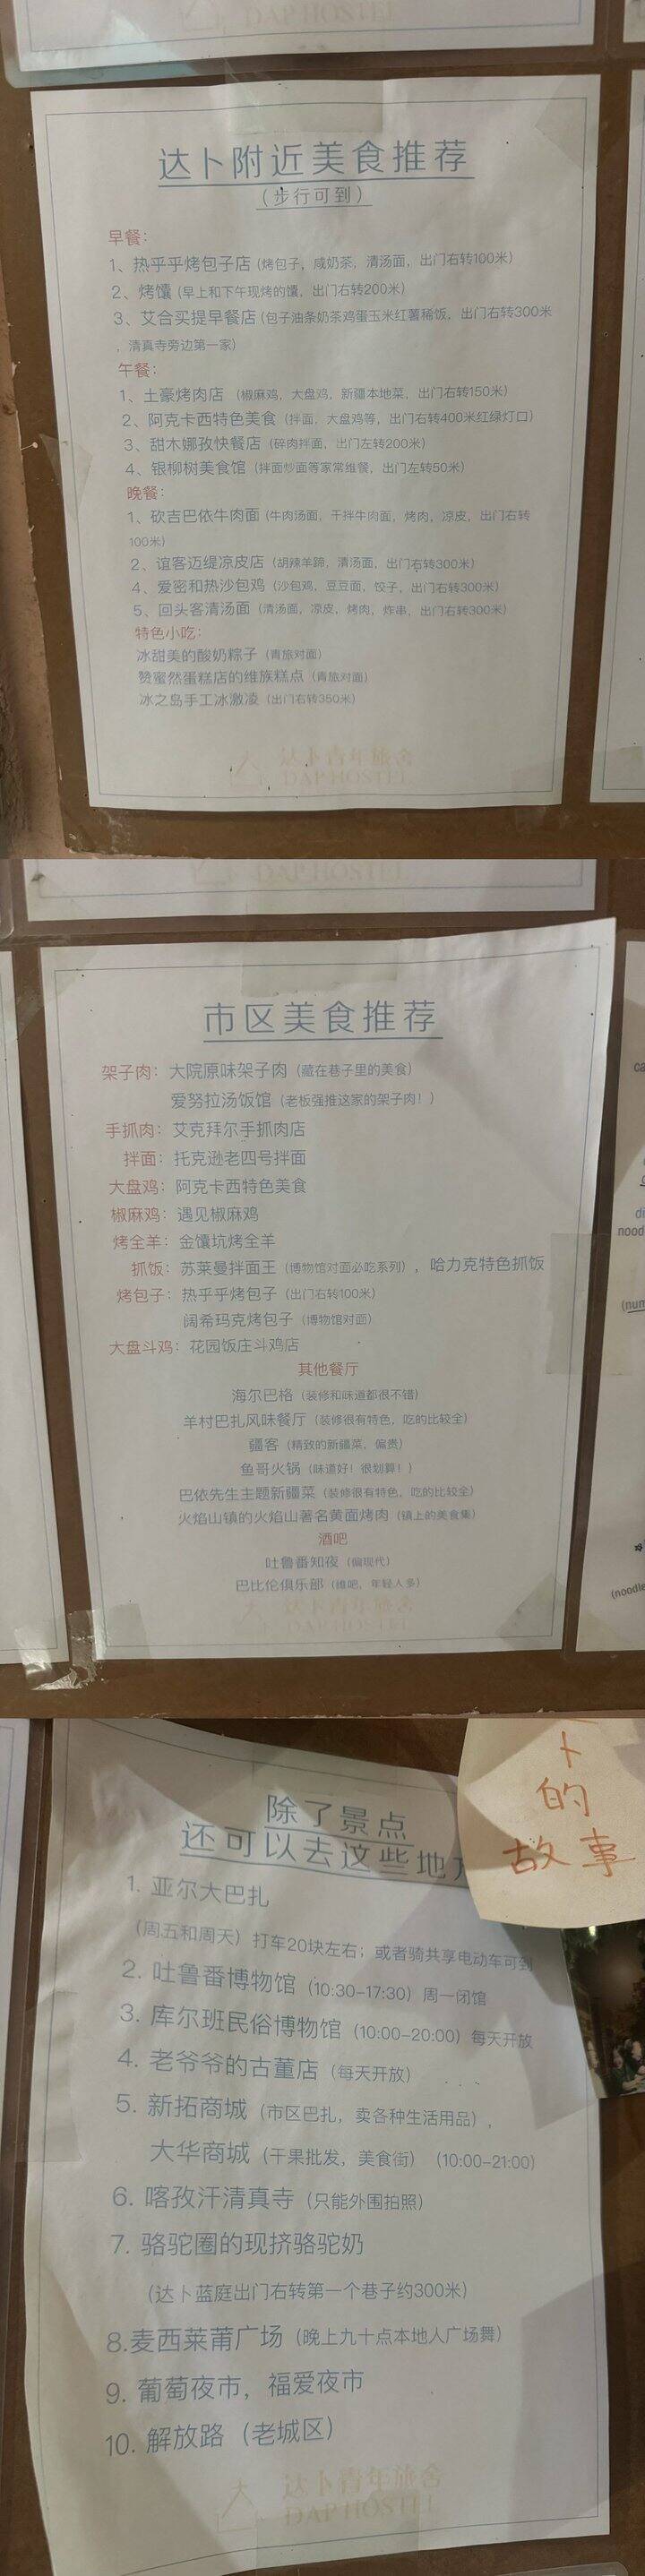 DAP HOSTEL
达卜附近美食推荐
（步行可到）
早餐：
1、热乎乎烤包子店（烤包子，咸奶茶，清汤面，出门右转100米）
2、烤馕（早上和下午现烤的馕，出门右转200米）
3、艾合买提早餐店（包子油条奶茶鸡蛋玉米红薯稀饭，出门右转300米
，清真寺旁边第一家）
午餐：
1、土豪烤肉店（椒麻鸡，大盘鸡，新疆本地菜，出门右转150米）
2、阿克卡西特色美食（拌面、大盘鸡等，出门右转400米红绿灯口）
3、甜木娜孜快餐店（碎肉拌面，出门左转200米）
4、银柳树美食馆（拌面炒面等家常维餐，出门左转50米）
晚餐：
1、砍吉巴依牛肉面（牛肉汤面，干拌牛肉面，烤肉，凉皮，出门右转
100米）
2、谊客迈缇凉皮店（胡辣羊蹄，清汤面，出门右转300米）
4、爱密和热沙包鸡（沙包鸡，豆豆面，饺子，出门右转300米）
5、回头客清汤面（清汤面，凉皮，烤肉，炸串，出门右转300米）
特色小吃：
冰甜美的酸奶粽子（青旅对面）
赞蜜然蛋糕店的维族糕点（青旅对面）
冰之岛手工冰激凌（出门右转350米）
达卜青年旅舍
DAP HOSTEL
DAP HOSTEL
市区美食推荐
架子肉：大院原味架子肉（藏在巷子里的美食）
爱努拉汤饭馆（老板强推这家的架子肉！）
手抓肉：艾克拜尔手抓肉店
拌面：托克逊老四号拌面
大盘鸡：阿克卡西特色美食
椒麻鸡：遇见椒麻鸡
烤全羊：金馕坑烤全羊
抓饭：苏莱曼拌面王（博物馆对面必吃系列），哈力克特色抓饭
烤包子：热乎乎烤包子（出门右转100米）
阔希玛克烤包子（博物馆对面）
大盘斗鸡：花园饭庄斗鸡店
其他餐厅
海尔巴格（装修和味道都很不错）
羊村巴扎风味餐厅（装修很有特色，吃的比较全）
疆客（精致的新疆菜，偏贵）
鱼哥火锅（味道好！很划算！）
巴依先生主题新疆菜（装修很有特色，吃的比较全）
火焰山镇的火焰山著名黄面烤肉（镇上的美食集）
酒吧
吐鲁番知夜（偏现代）
巴比伦俱乐部（维吧，年轻人多）
达卜青年旅舍
ca
di
nood
(nun
(noodle
除了景点
还可以去这些地方
1. 亚尔大巴扎
（周五和周天）打车20块左右；或者骑共享电动车可到
2. 吐鲁番博物馆（10:30-17:30）周一闭馆
3. 库尔班民俗博物馆（10:00-20:00）每天开放
4. 老爷爷的古董店（每天开放）
5. 新拓商城（市区巴扎，卖各种生活用品），
大华商城（干果批发，美食街）（10:00-21:00）
6. 喀孜汗清真寺（只能外围拍照）
7. 骆驼圈的现挤骆驼奶
（达卜蓝庭出门右转第一个巷子约300米）
8.麦西莱莆广场（晚上九十点本地人广场舞）
9. 葡萄夜市，福爱夜市
10. 解放路（老城区）
达卜青年旅舍
DAP HOSTEL
卜
的
故事